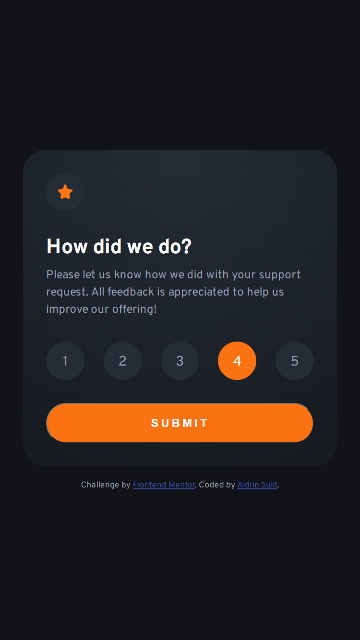 How did we do?
Please let us know how we did with your support
request. All feedback is appreciated to help us
improve our offering!
1 2 3 4 5
SUBMIT
Challenge by Frontend Mentor. Coded by Aldrin Sulit.